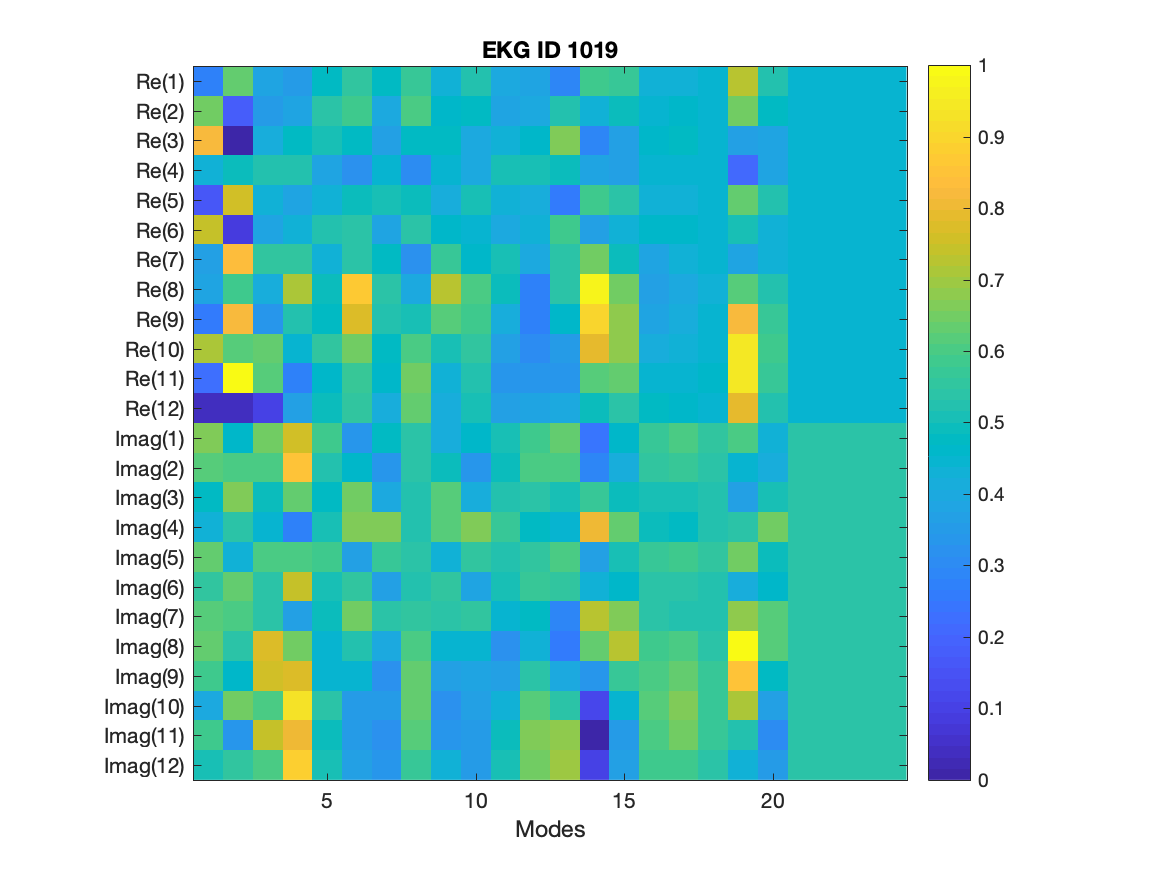 EKG ID 1019
Re(1)
Re(2)
Re(3)
Re(4)
Re(5)
Re(6)
Re(7)
Re(8)
Re(9)
Re(10)
Re(11)
Re(12)
Imag(1)
Imag(2)
Imag(3)
Imag(4)
Imag(5)
Imag(6)
Imag(7)
Imag(8)
Imag(9)
Imag(10)
Imag(11)
Imag(12)
5 10 15 20
Modes
1
0.9
0.8
0.7
0.6
0.5
0.4
0.3
0.2
0.1
0